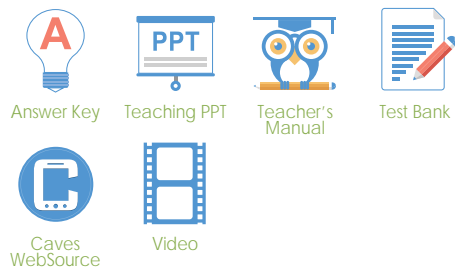 A
PPT
Answer Key
Teaching PPT
Teacher's
Manual
Test Bank
Caves
WebSource
Video